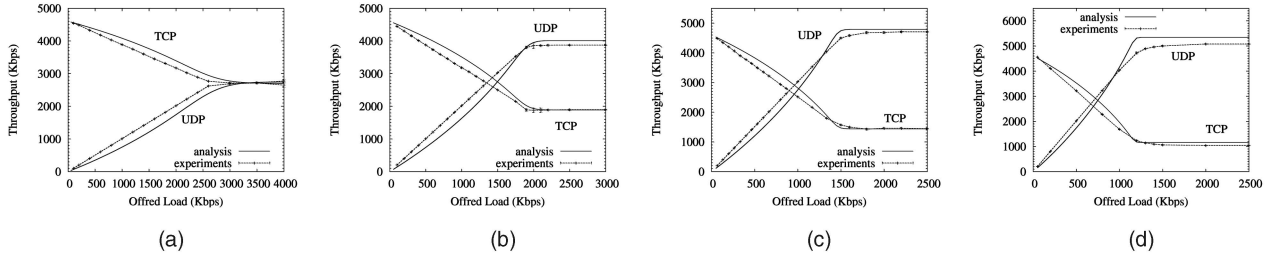 5000
4000
3000
2000
1000
0
Throughput (Kbps)
TCP
UDP
analysis
experiments
0 500 1000 1500 2000 2500 3000 3500 4000
Offred Load (Kbps)
(a)
5000
4000
3000
2000
1000
0
Throughput (Kbps)
UDP
TCP
analysis
experiments
0 500 1000 1500 2000 2500 3000
Offred Load (Kbps)
(b)
5000
4000
3000
2000
1000
0
Throughput (Kbps)
UDP
TCP
analysis
experiments
0 500 1000 1500 2000 2500
Offred Load (Kbps)
(c)
6000
5000
4000
3000
2000
1000
0
Throughput (Kbps)
analysis
experiments
UDP
TCP
0 500 1000 1500 2000 2500
Offred Load (Kbps)
(d)